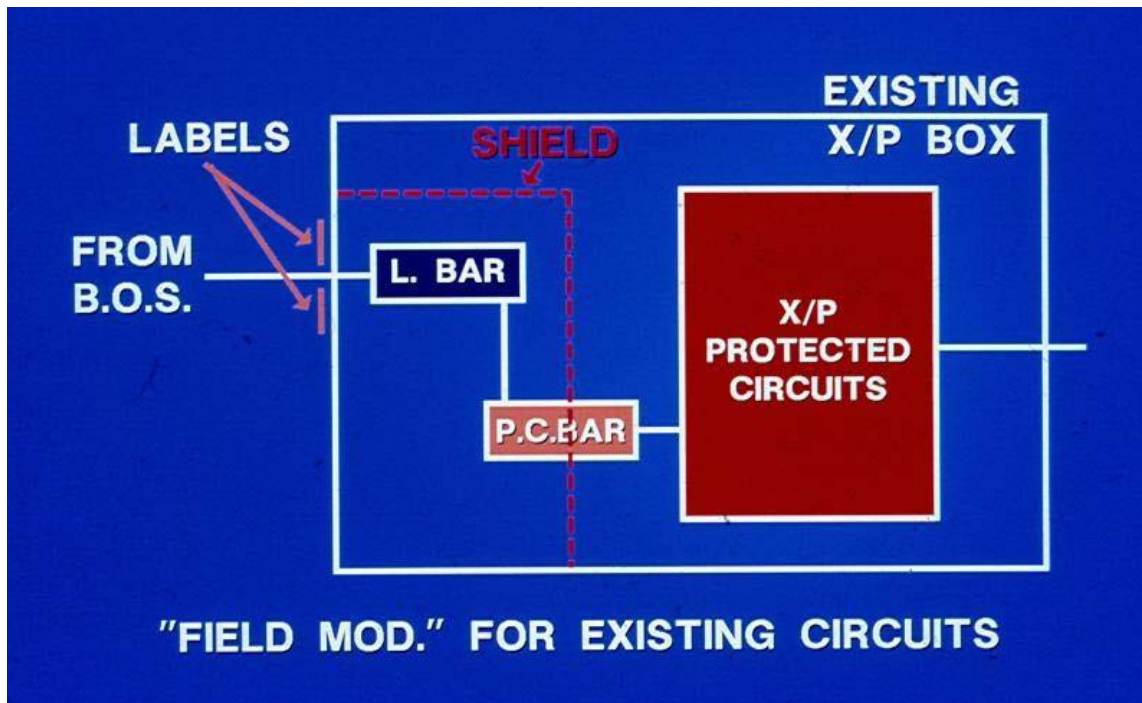 EXISTING
X/P BOX
LABELS
SHIELD
FROM
B.O.S.
L. BAR
X/P
PROTECTED
CIRCUITS
P.C.BAR
"FIELD MOD." FOR EXISTING CIRCUITS